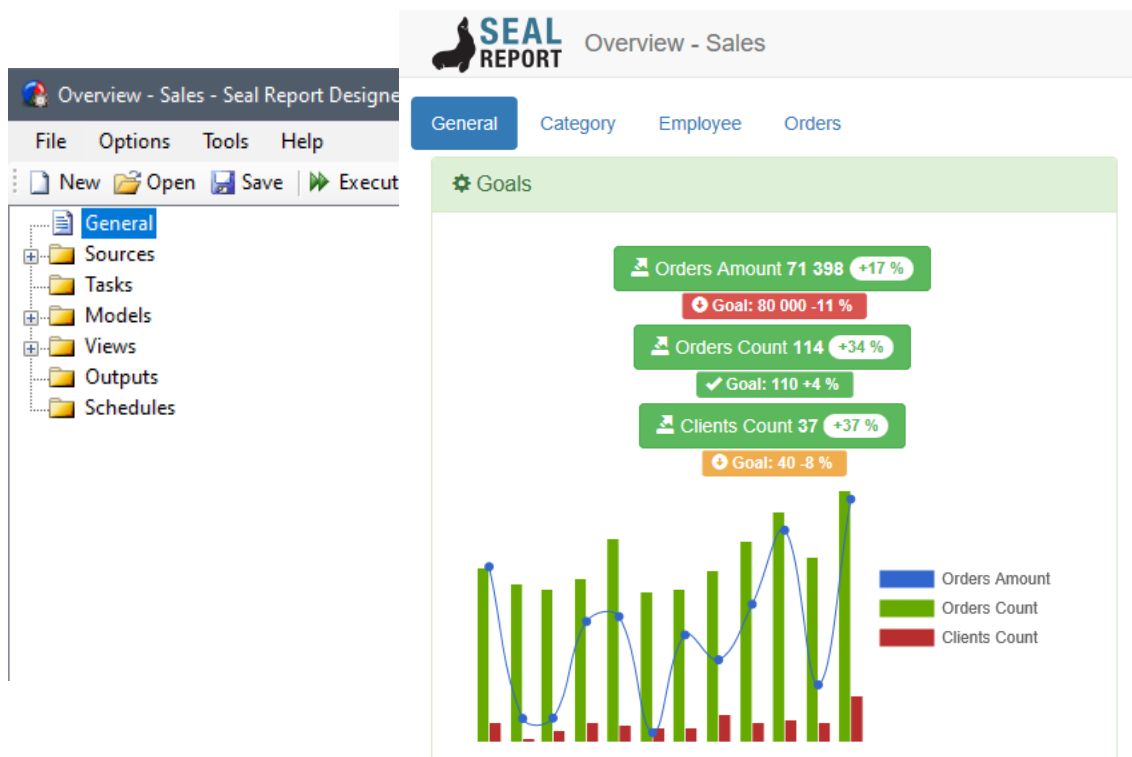 Overview - Sales - Seal Report Designe
File Options Tools Help
New Open Save Execut
General
Sources
Tasks
Models
Views
Outputs
Schedules
SEAL
REPORT
Overview - Sales
General Category Employee Orders
Goals
Orders Amount 71 398 +17 %
Goal: 80 000 -11 %
Orders Count 114 +34 %
Goal: 110 +4 %
Clients Count 37 +37 %
Goal: 40 -8 %
Orders Amount
Orders Count
Clients Count